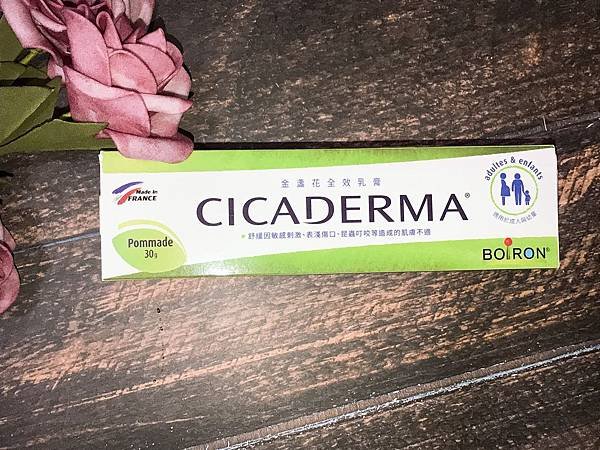 金盞花全效乳膏
adultes & enfants
Made in
FRANCE
CICADERMA®
適用於成人與幼童
Pommade
30g
舒緩因敏感刺激、表淺傷口、昆蟲叮咬等造成的肌膚不適
BOIRON®